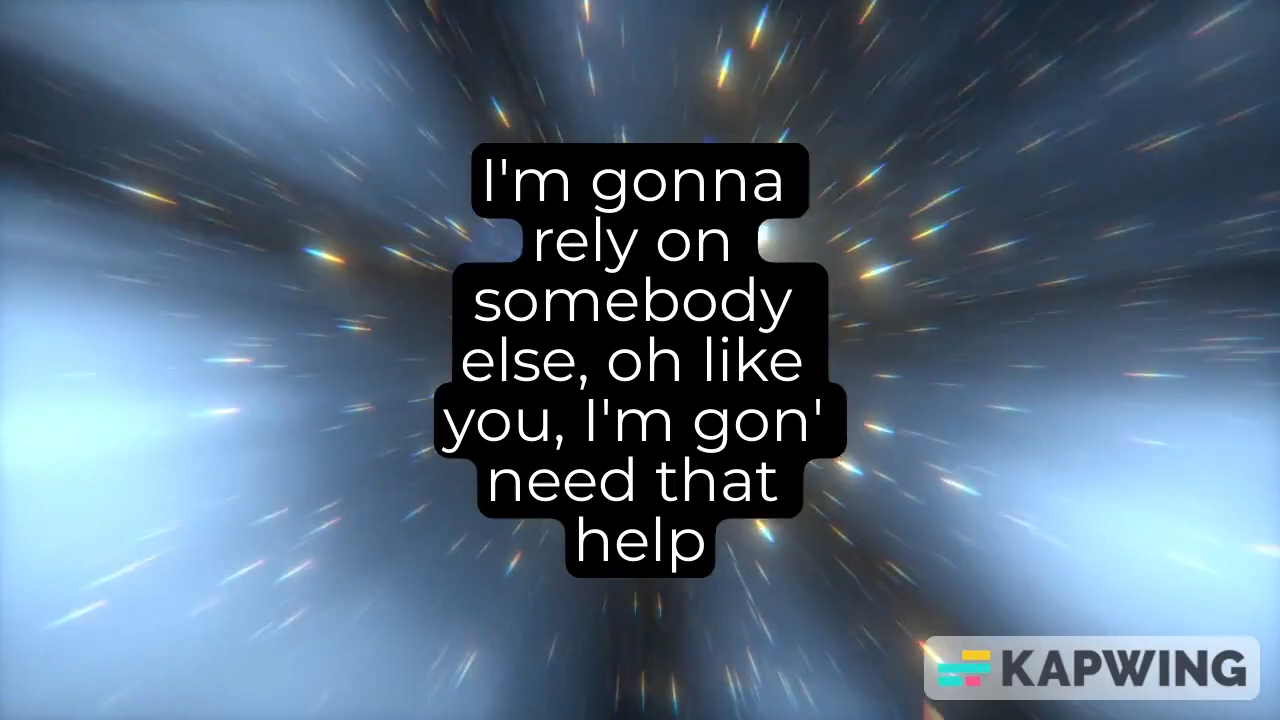 I'm gonna
rely on
somebody
else, oh like
you, I'm gon'
need that
help
KAPWING